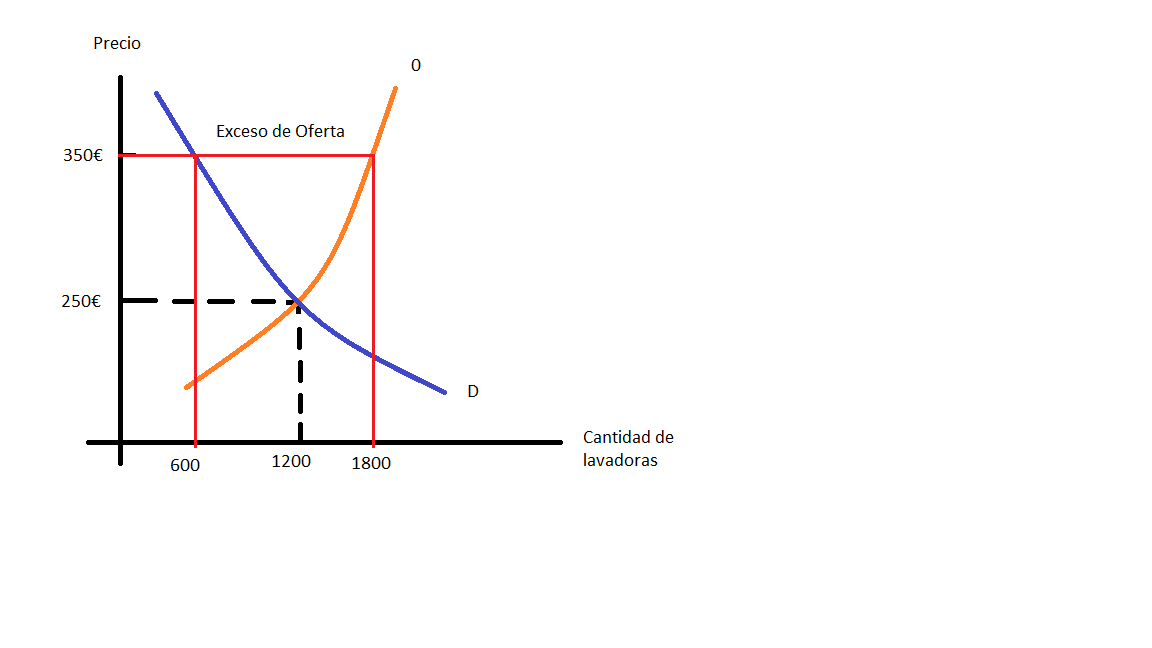 Precio
O
Exceso de Oferta
350€
250€
D
Cantidad de
lavadoras
600
1200
1800